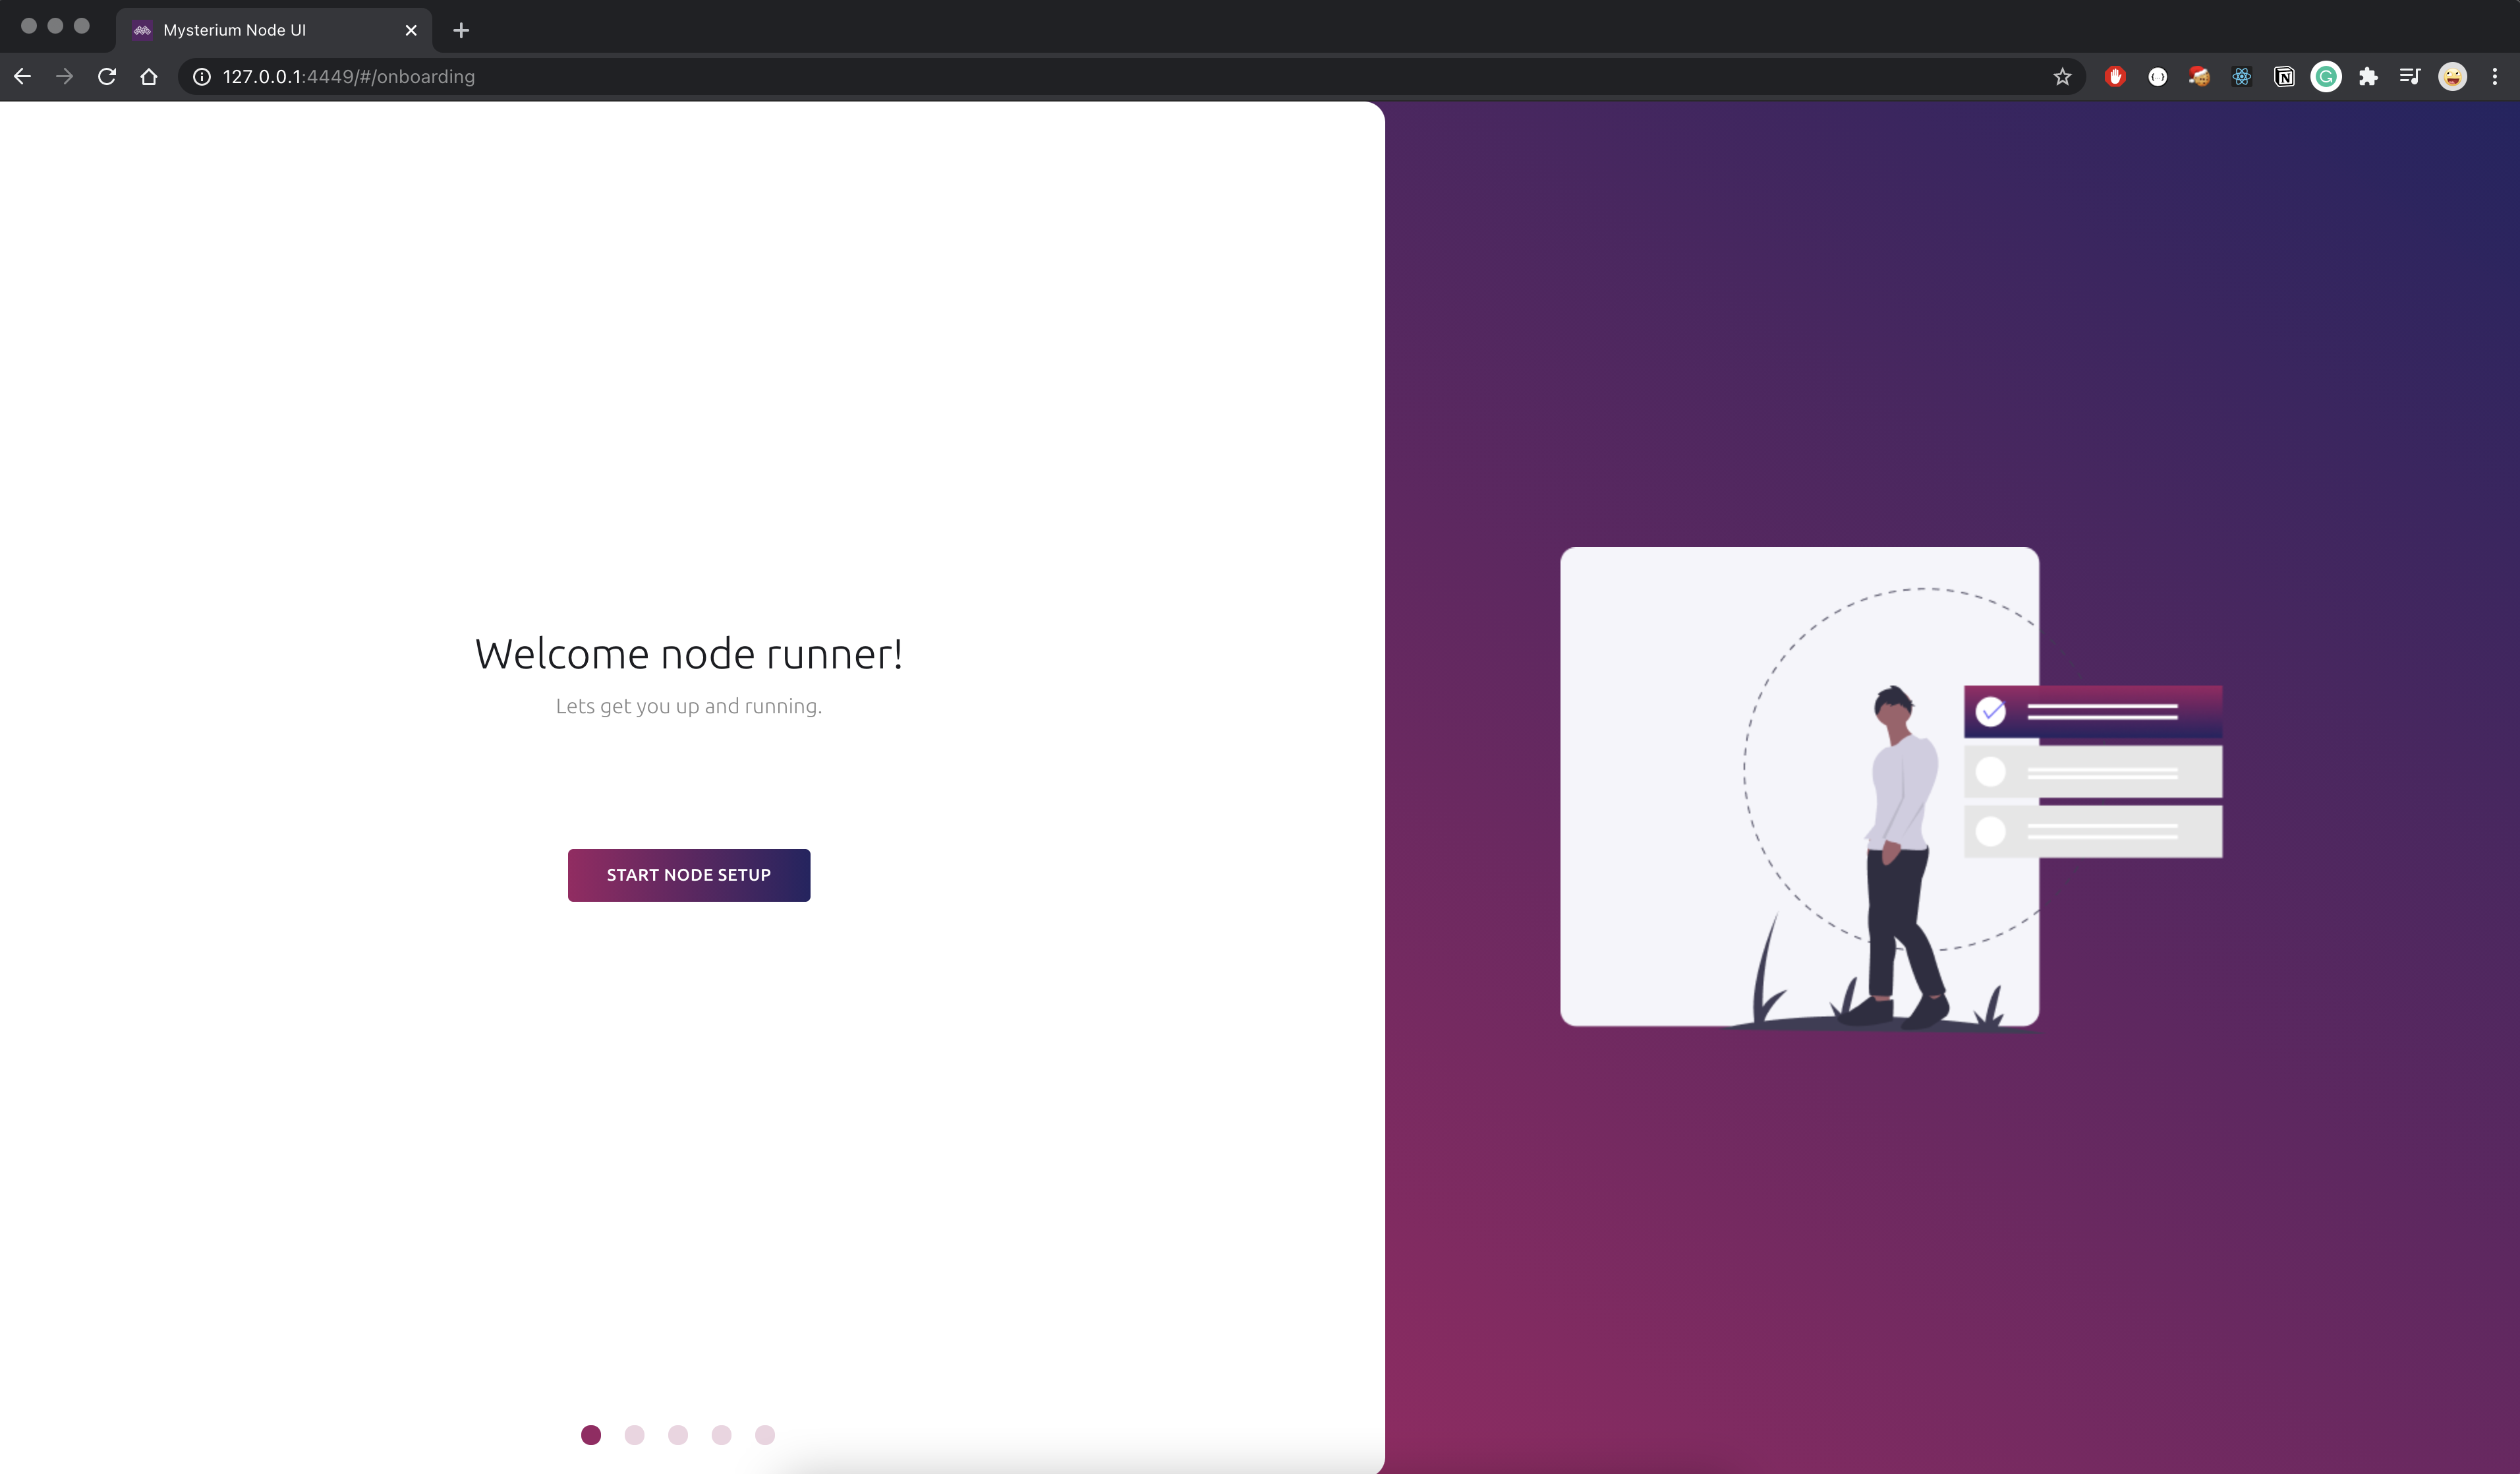 Mysterium Node UI
127.0.0.1:4449/#/onboarding
Welcome node runner!
Lets get you up and running.
START NODE SETUP